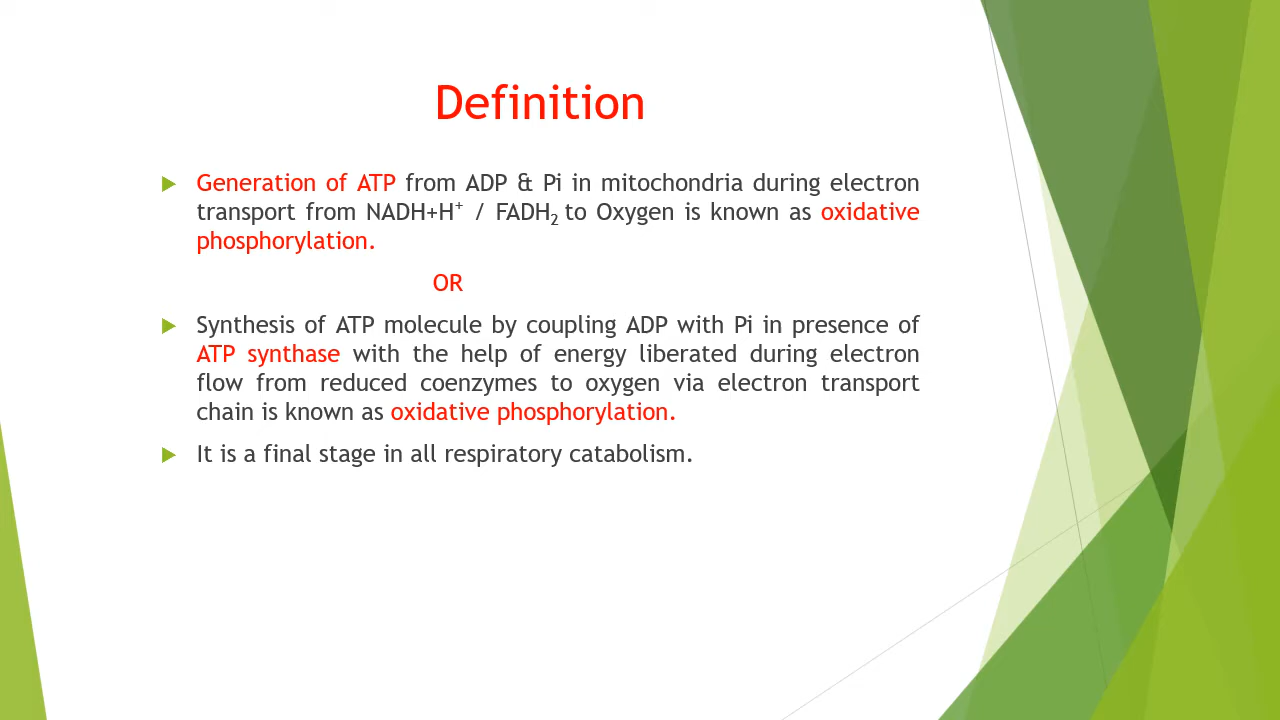 Definition
Generation of ATP from ADP & Pi in mitochondria during electron
transport from NADH+H⁺ / FADH₂ to Oxygen is known as oxidative
phosphorylation.
OR
Synthesis of ATP molecule by coupling ADP with Pi in presence of
ATP synthase with the help of energy liberated during electron
flow from reduced coenzymes to oxygen via electron transport
chain is known as oxidative phosphorylation.
It is a final stage in all respiratory catabolism.